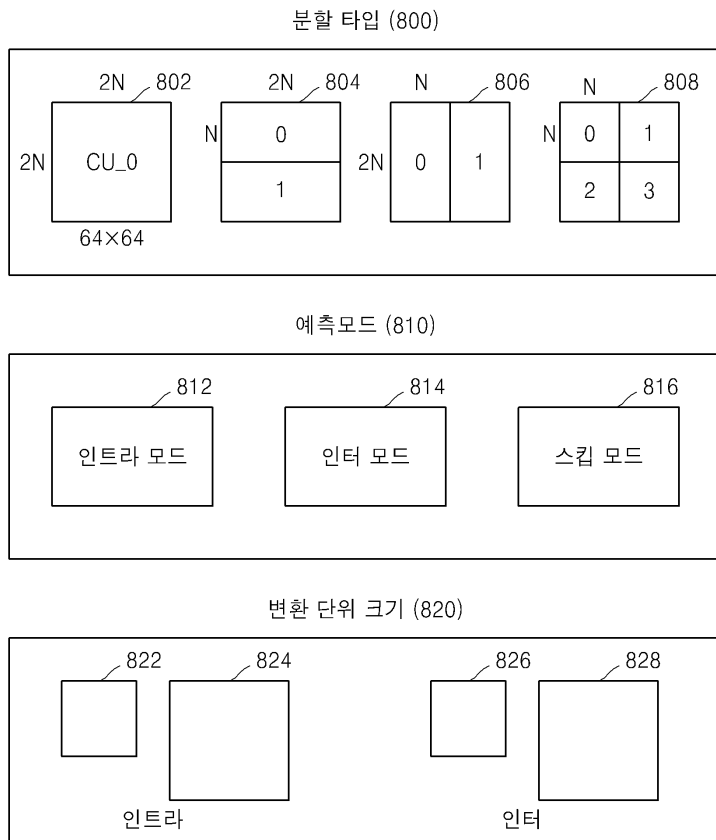 분할 타입 (800)
2N 802 2N 804 N 806 N 808
2N CU_0 N 0 2N 0 1 N 0 1
1 2 3
64×64
예측모드 (810)
812 814 816
인트라 모드 인터 모드 스킵 모드
변환 단위 크기 (820)
822 824 826 828
인트라 인터